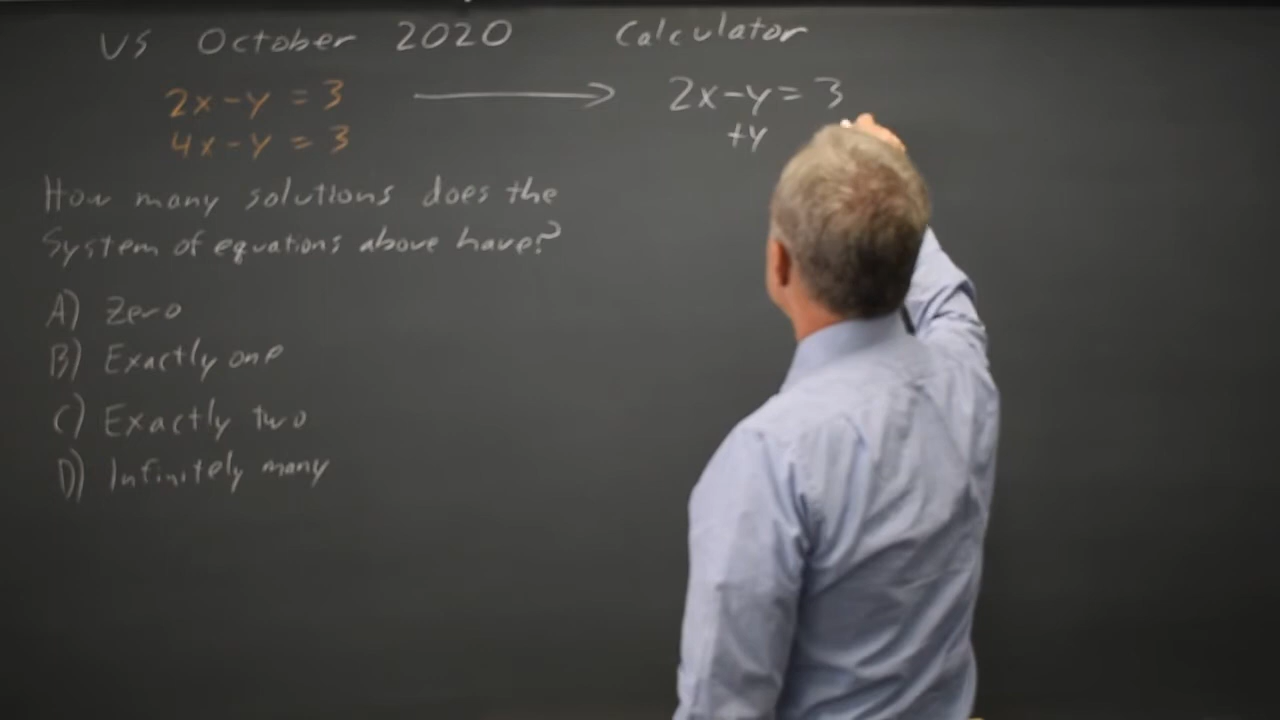 US October 2020 Calculator
2x-y = 3
4x-y = 3
2x-y = 3
+y
How many solutions does the
System of equations above have?
A) Zero
B) Exactly one
C) Exactly two
D) Infinitely many